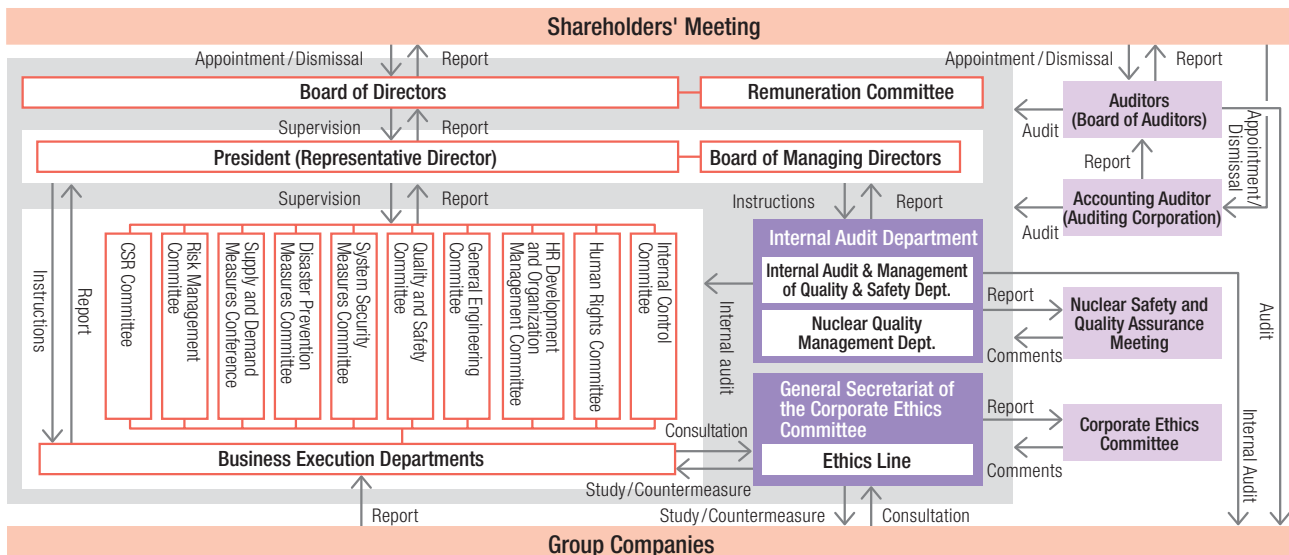 Shareholders' Meeting
Appointment/Dismissal
Report
Appointment/Dismissal
Report
Board of Directors
Remuneration Committee
Auditors
(Board of Auditors)
Audit
Appointment/
Dismissal
Supervision
Report
Report
President (Representative Director)
Board of Managing Directors
Accounting Auditor
(Auditing Corporation)
Audit
Supervision
Report
Instructions
Report
Instructions
Report
CSR Committee
Risk Management
Committee
Supply and Demand
Measures Conference
Disaster Prevention
Measures Committee
System Security
Measures Committee
Quality and Safety
Committee
General Engineering
Committee
HR Development
and Organization
Management Committee
Human Rights Committee
Internal Control
Committee
Internal audit
Internal Audit Department
Internal Audit & Management
of Quality & Safety Dept.
Nuclear Quality
Management Dept.
Report
Comments
Nuclear Safety and
Quality Assurance
Meeting
Audit
Internal Audit
General Secretariat of
the Corporate Ethics
Committee
Ethics Line
Report
Comments
Corporate Ethics
Committee
Consultation
Business Execution Departments
Study/Countermeasure
Report
Study/Countermeasure
Consultation
Group Companies